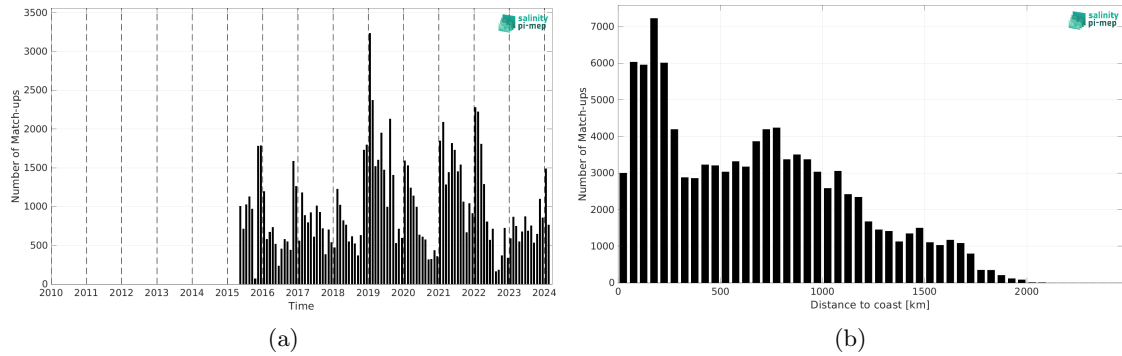 salinity
pi-mep
Number of Match-ups
3500
3000
2500
2000
1500
1000
500
0
2010 2011 2012 2013 2014 2015 2016 2017 2018 2019 2020 2021 2022 2023 2024
Time
(a)
salinity
pi-mep
Number of Match-ups
7000
6000
5000
4000
3000
2000
1000
0
0 500 1000 1500 2000
Distance to coast [km]
(b)